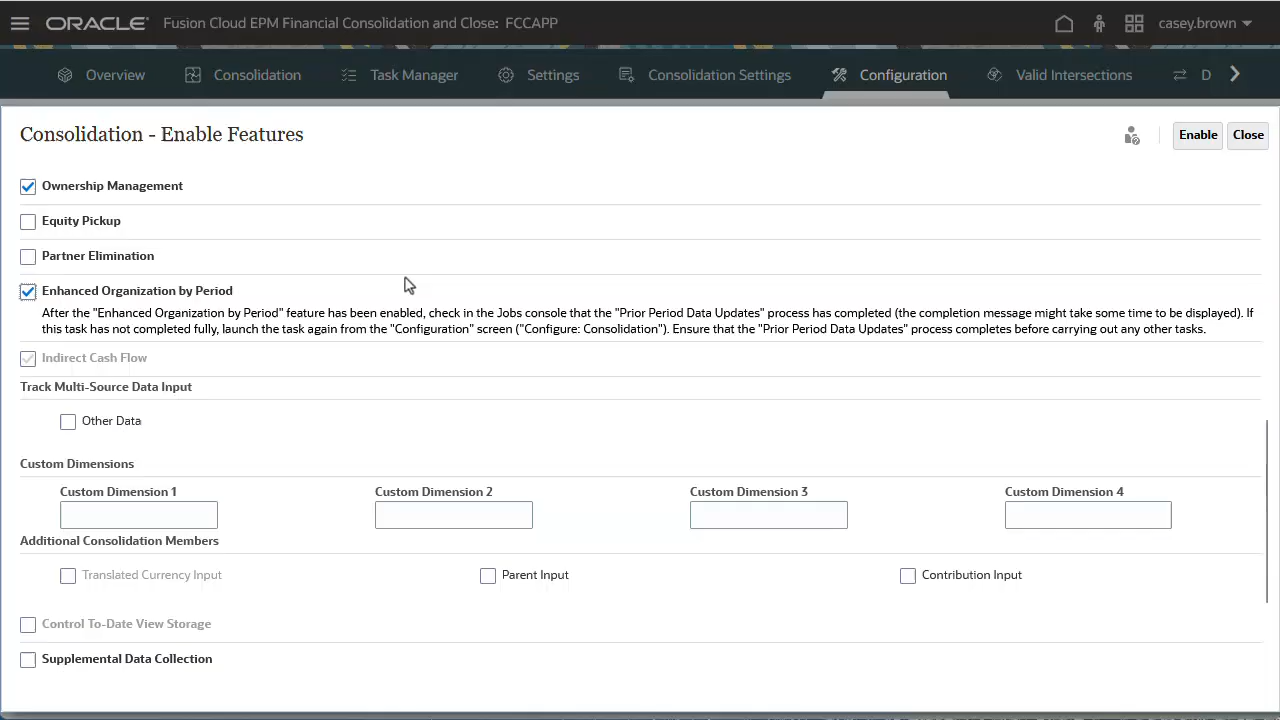 ORACLE Fusion Cloud EPM Financial Consolidation and Close: FCCAPP casey.brown
Overview Consolidation Task Manager Settings Consolidation Settings Configuration Valid Intersections D
Consolidation - Enable Features Enable Close
Ownership Management
Equity Pickup
Partner Elimination
Enhanced Organization by Period
After the "Enhanced Organization by Period" feature has been enabled, check in the Jobs console that the "Prior Period Data Updates" process has completed (the completion message might take some time to be displayed). If
this task has not completed fully, launch the task again from the "Configuration" screen ("Configure: Consolidation"). Ensure that the "Prior Period Data Updates" process completes before carrying out any other tasks.
Indirect Cash Flow
Track Multi-Source Data Input
Other Data
Custom Dimensions
Custom Dimension 1 Custom Dimension 2 Custom Dimension 3 Custom Dimension 4
Additional Consolidation Members
Translated Currency Input Parent Input Contribution Input
Control To-Date View Storage
Supplemental Data Collection